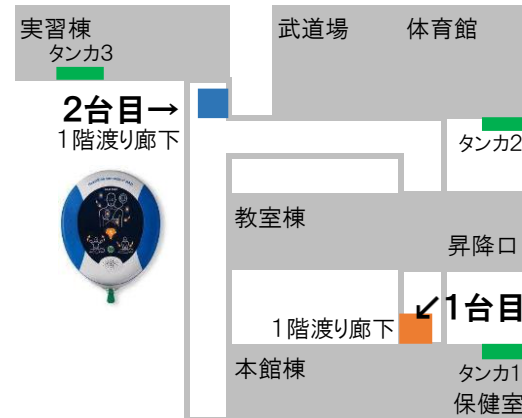 実習棟
タンカ3
武道場
体育館
2台目→
1階渡り廊下
タンカ2
教室棟
昇降口
↙1台目
1階渡り廊下
本館棟
タンカ1
保健室